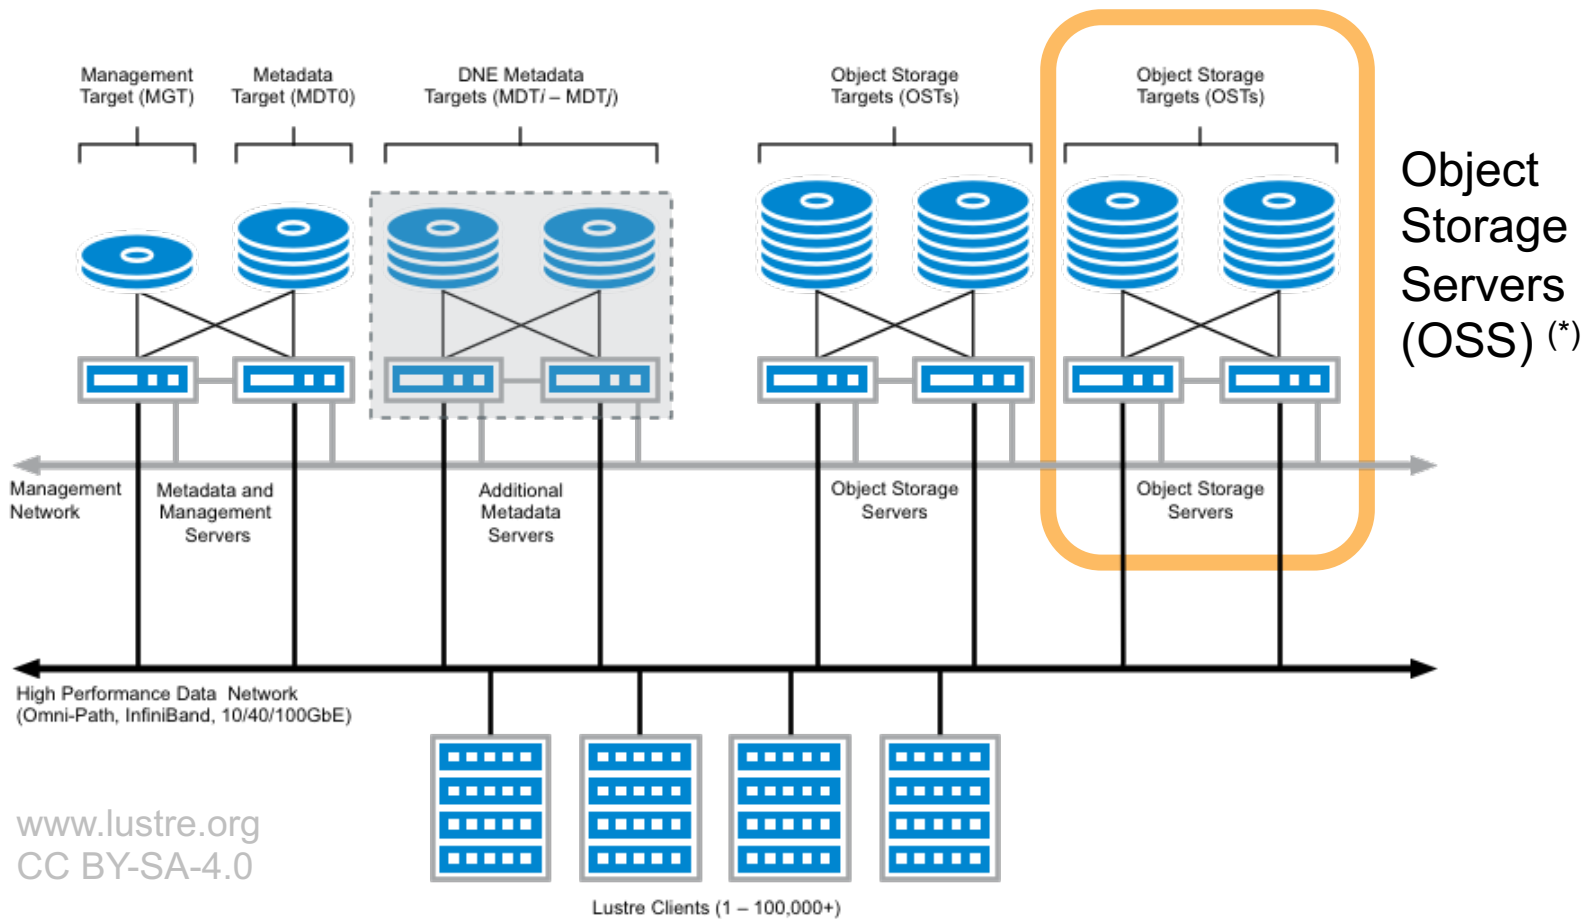 Management
Target (MGT)
Metadada
Target (MDT0)
DNE Metadada
Targets (MDTi – MDTj)
Object Storage
Targets (OSTs)
Object Storage
Targets (OSTs)
Object
Storage
Servers
(OSS) (*)
Management
Network
Metadata and
Management
Servers
Additional
Metadata
Servers
Object Storage
Servers
Object Storage
Servers
High Performance Data Network
(Omni-Path, InfiniBand, 10/40/100GbE)
www.lustre.org
CC BY-SA-4.0
Lustre Clients (1 – 100,000+)